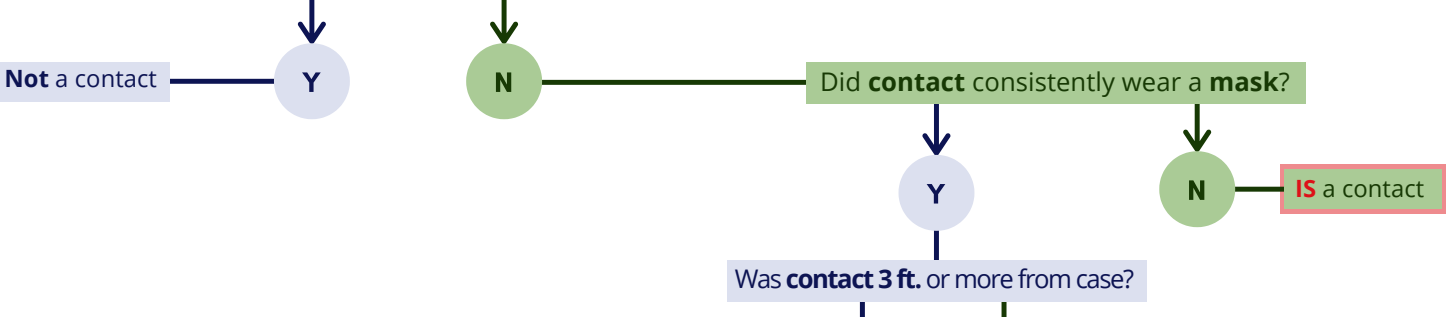 Not a contact
Y
N
Did contact consistently wear a mask?
Y
N
IS a contact
Was contact 3 ft. or more from case?